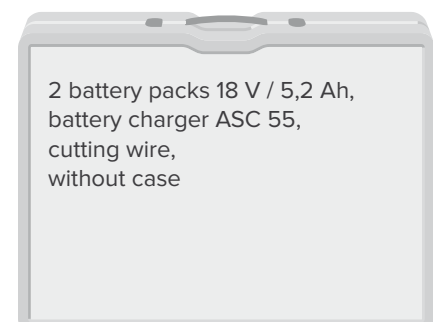 2 battery packs 18 V / 5,2 Ah,
battery charger ASC 55,
cutting wire,
without case